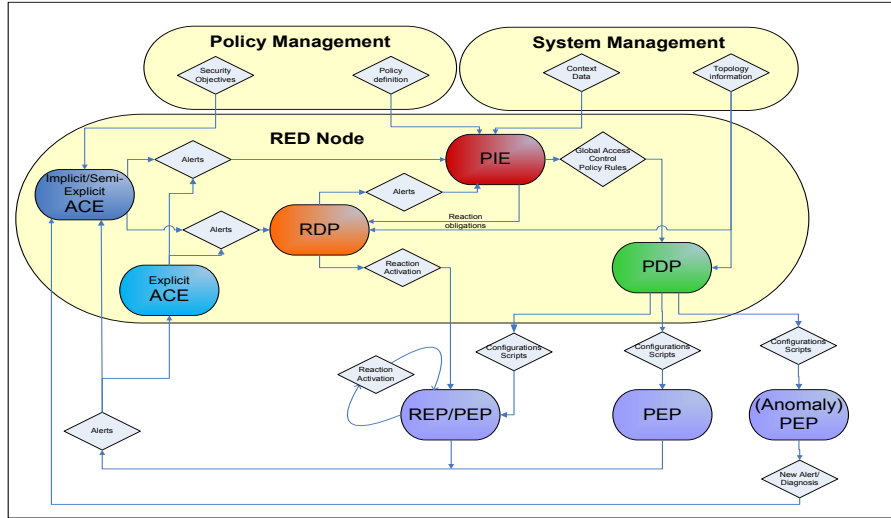 Policy Management
System Management
Security
Objectives
Policy
definition
Context
Data
Topology
information
RED Node
Alerts
PIE
Global Access
Control
Policy Rules
Implicit/Semi-
Explicit
ACE
Alerts
Alerts
RDP
Reaction
obligations
Reaction
Activation
PDP
Explicit
ACE
Configurations
Scripts
Configurations
Scripts
Configurations
Scripts
Reaction
Activation
REP/PEP
PEP
(Anomaly)
PEP
Alerts
New Alert/
Diagnosis